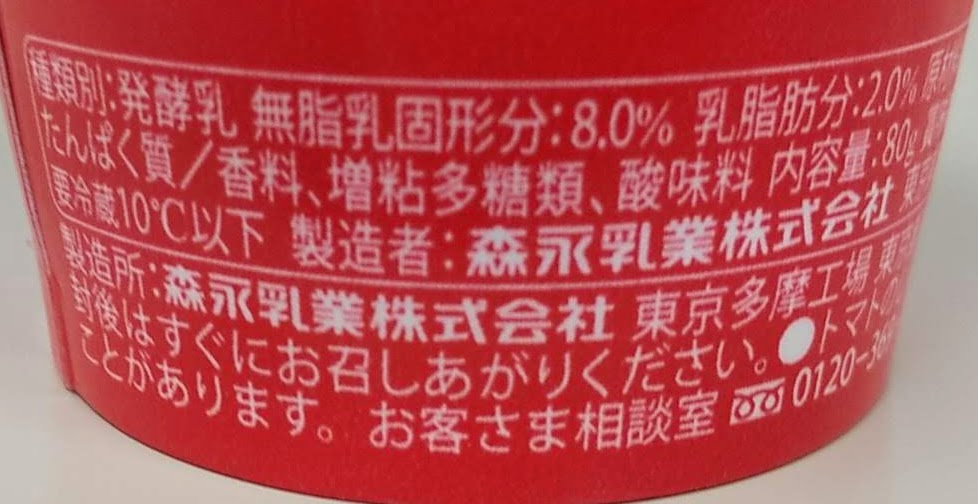 種類別:発酵乳 無脂乳固形分:8.0% 乳脂肪分:2.0% 原材
たんぱく質/香料、増粘多糖類、酸味料 内容量:80g
要冷蔵10℃以下 製造者:森永乳業株式会社 東京
製造所:森永乳業株式会社 東京多摩工場 東
封後はすぐにお召しあがりください。●トマトの
ことがあります。お客さま相談室 0120-36